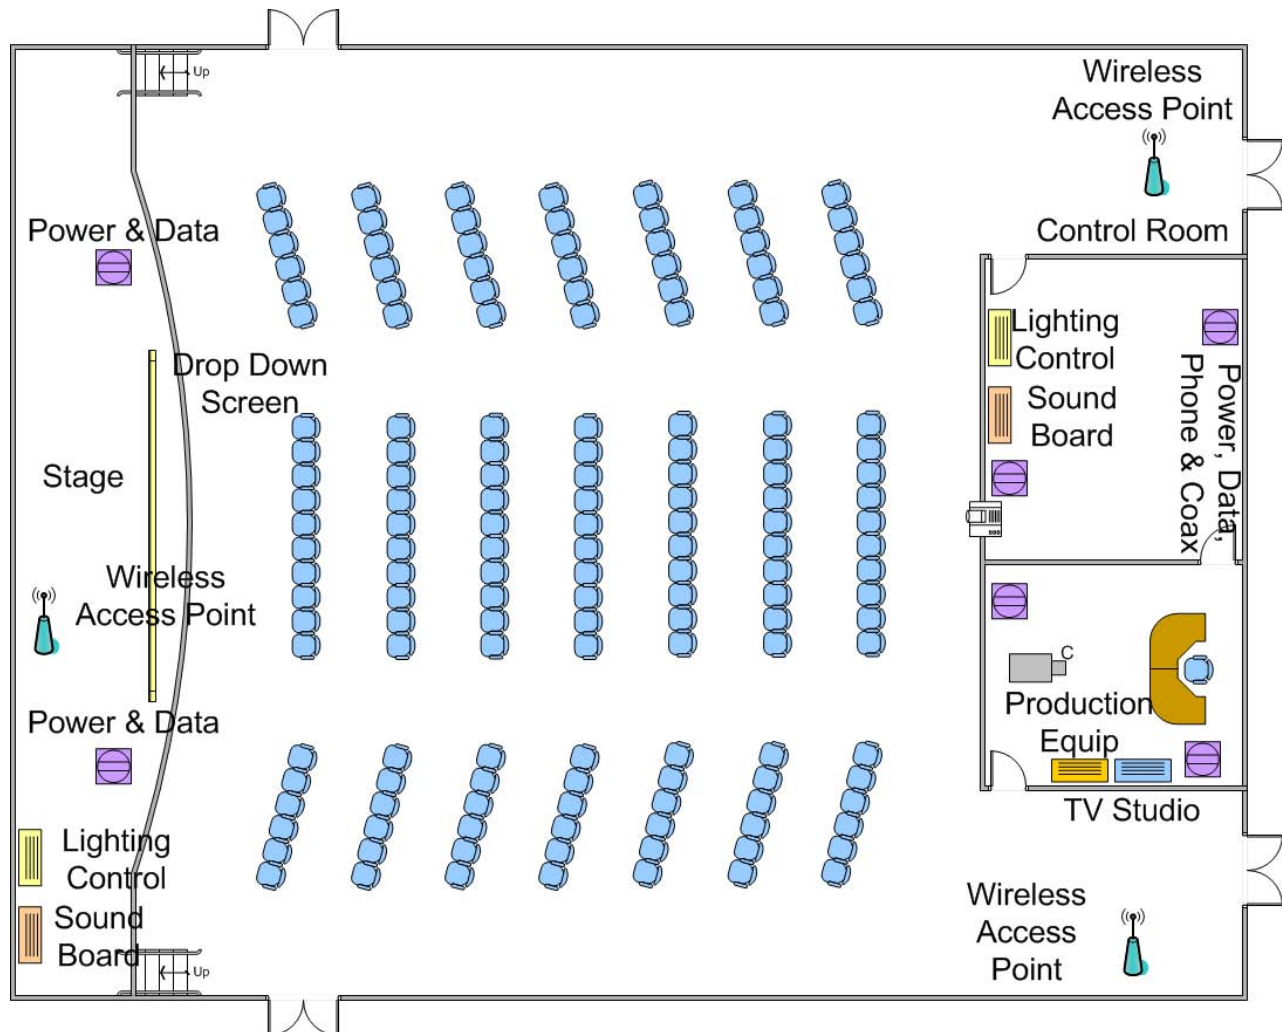 Up
Wireless
Access Point
Power & Data
Control Room
Drop Down
Screen
Lighting
Control
Sound
Board
Power, Data,
Phone & Coax
Stage
Wireless
Access Point
C
Power & Data
Production
Equip
TV Studio
Lighting
Control
Sound
Board
Wireless
Access
Point
Up